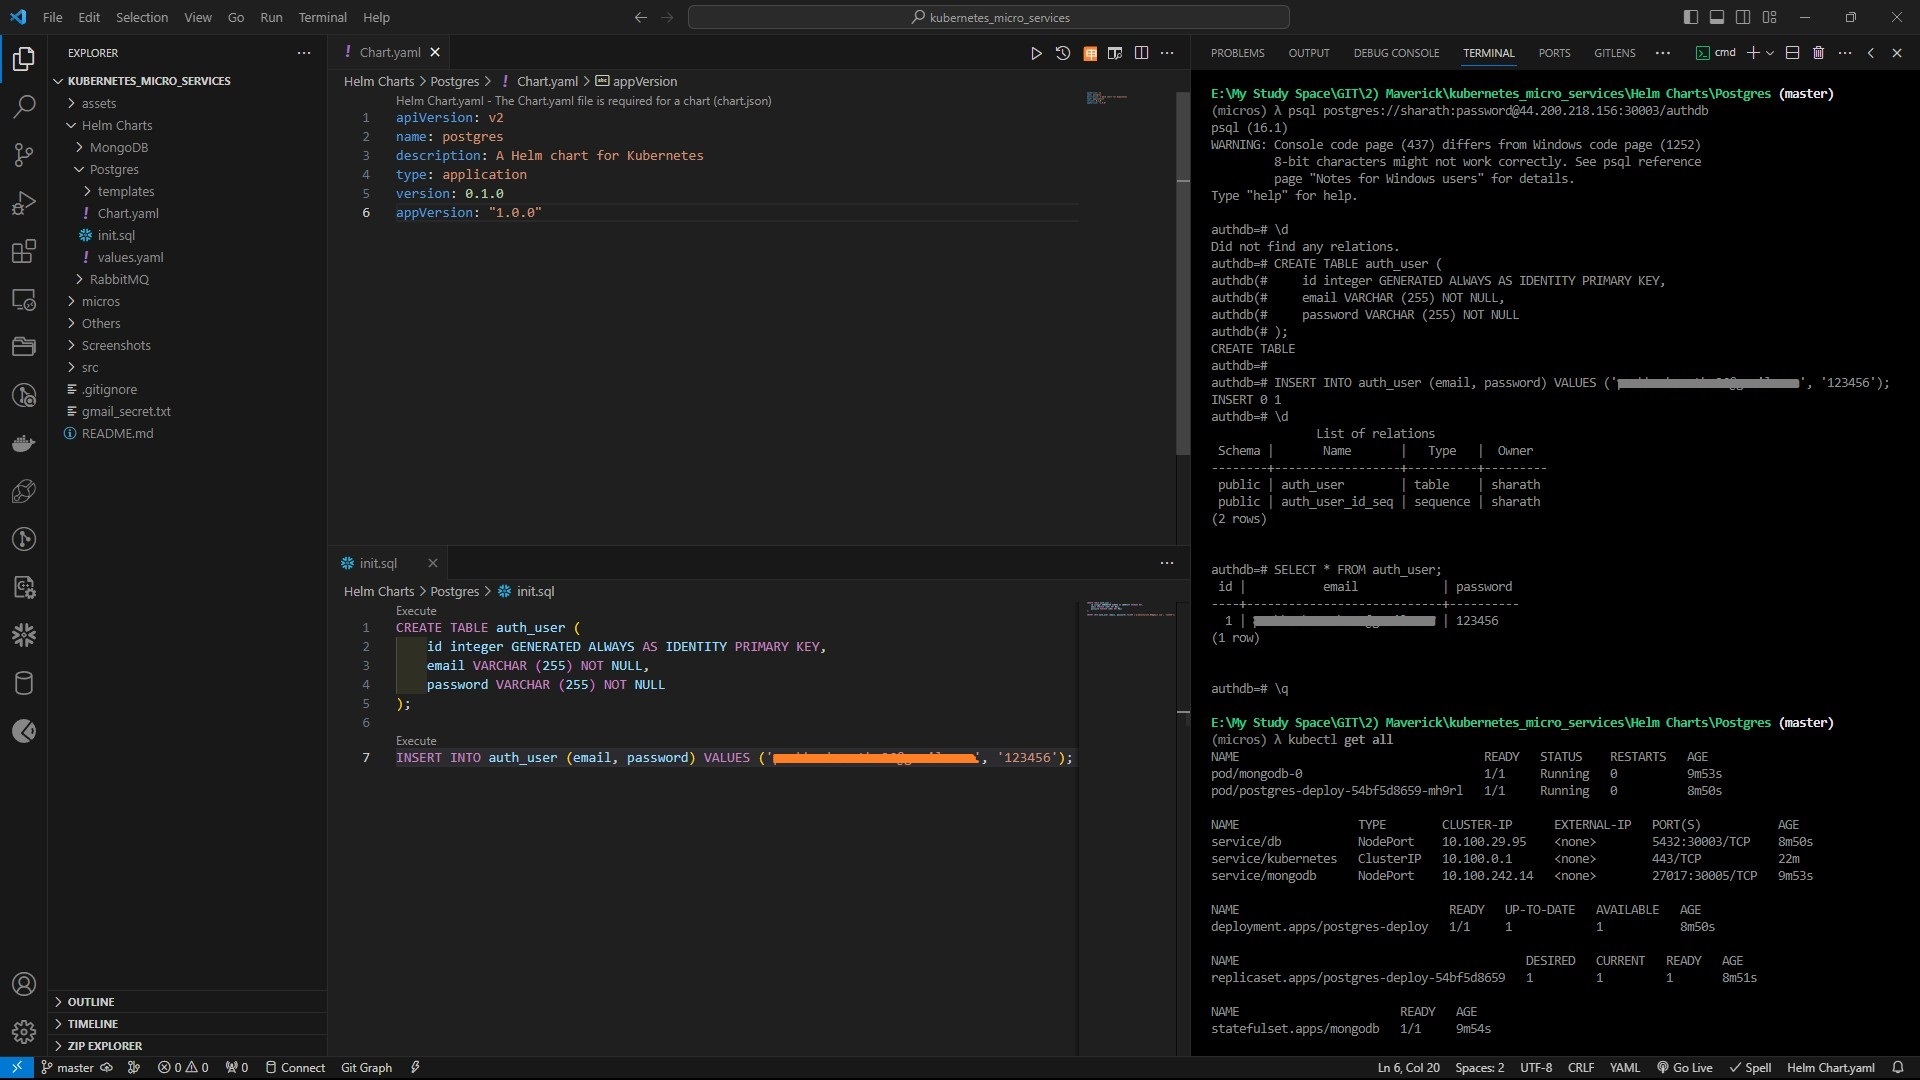 File Edit Selection View Go Run Terminal Help
kubernetes_micro_services
EXPLORER
KUBERNETES_MICRO_SERVICES
assets
Helm Charts
MongoDB
Postgres
templates
! Chart.yaml
init.sql
! values.yaml
RabbitMQ
micros
Others
Screenshots
src
.gitignore
gmail_secret.txt
README.md
OUTLINE
TIMELINE
ZIP EXPLORER
! Chart.yaml
Helm Charts > Postgres > ! Chart.yaml > appVersion
Helm Chart.yaml - The Chart.yaml file is required for a chart (chart.json)
1 apiVersion: v2
2 name: postgres
3 description: A Helm chart for Kubernetes
4 type: application
5 version: 0.1.0
6 appVersion: "1.0.0"
init.sql
Helm Charts > Postgres > init.sql
Execute
1 CREATE TABLE auth_user (
2 id integer GENERATED ALWAYS AS IDENTITY PRIMARY KEY,
3 email VARCHAR (255) NOT NULL,
4 password VARCHAR (255) NOT NULL
5 );
6
Execute
7 INSERT INTO auth_user (email, password) VALUES ('', '123456');
PROBLEMS OUTPUT DEBUG CONSOLE TERMINAL PORTS GITLENS cmd
E:\My Study Space\GIT\2) Maverick\kubernetes_micro_services\Helm Charts\Postgres (master)
(micros) λ psql postgres://sharath:password@44.200.218.156:30003/authdb
psql (16.1)
WARNING: Console code page (437) differs from Windows code page (1252)
8-bit characters might not work correctly. See psql reference
page "Notes for Windows users" for details.
Type "help" for help.
authdb=# \d
Did not find any relations.
authdb=# CREATE TABLE auth_user (
authdb(# id integer GENERATED ALWAYS AS IDENTITY PRIMARY KEY,
authdb(# email VARCHAR (255) NOT NULL,
authdb(# password VARCHAR (255) NOT NULL
authdb(# );
CREATE TABLE
authdb=#
authdb=# INSERT INTO auth_user (email, password) VALUES ('', '123456');
INSERT 0 1
authdb=# \d
List of relations
Schema | Name | Type | Owner
--------+------------------+----------+---------
public | auth_user | table | sharath
public | auth_user_id_seq | sequence | sharath
(2 rows)
authdb=# SELECT * FROM auth_user;
id | email | password
----+----------------------------+----------
1 | | 123456
(1 row)
authdb=# \q
E:\My Study Space\GIT\2) Maverick\kubernetes_micro_services\Helm Charts\Postgres (master)
(micros) λ kubectl get all
NAME READY STATUS RESTARTS AGE
pod/mongodb-0 1/1 Running 0 9m53s
pod/postgres-deploy-54bf5d8659-mh9rl 1/1 Running 0 8m50s
NAME TYPE CLUSTER-IP EXTERNAL-IP PORT(S) AGE
service/db NodePort 10.100.29.95 <none> 5432:30003/TCP 8m50s
service/kubernetes ClusterIP 10.100.0.1 <none> 443/TCP 22m
service/mongodb NodePort 10.100.242.14 <none> 27017:30005/TCP 9m53s
NAME READY UP-TO-DATE AVAILABLE AGE
deployment.apps/postgres-deploy 1/1 1 1 8m50s
NAME DESIRED CURRENT READY AGE
replicaset.apps/postgres-deploy-54bf5d8659 1 1 1 8m51s
NAME READY AGE
statefulset.apps/mongodb 1/1 9m54s
master 0 0 0 Connect Git Graph Ln 6, Col 20 Spaces: 2 UTF-8 CRLF YAML Go Live Spell Helm Chart.yaml